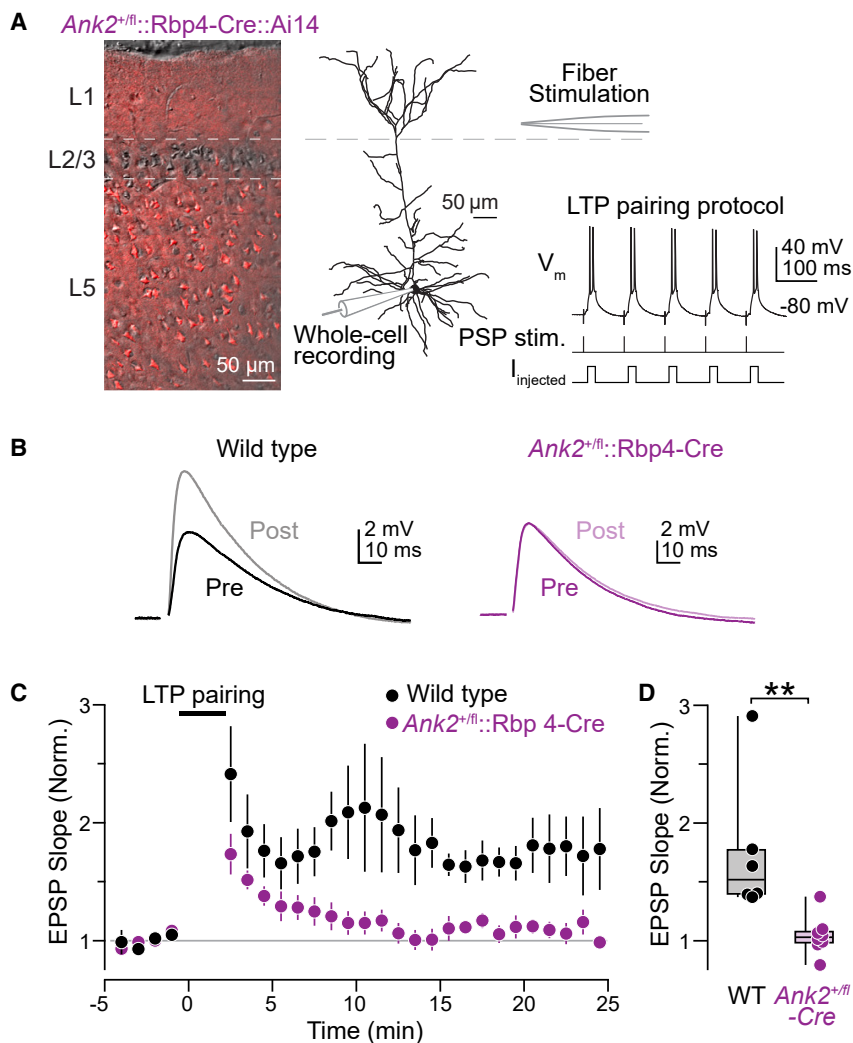 A
Ank2+/fl::Rbp4-Cre::Ai14
L1
L2/3
L5
50 µm
Fiber
Stimulation
50 µm
Whole-cell
recording
LTP pairing protocol
Vm
40 mV
100 ms
-80 mV
PSP stim.
Iinjected
B
Wild type
Post
Pre
2 mV
10 ms
Ank2+/fl::Rbp4-Cre
Post
Pre
2 mV
10 ms
C
LTP pairing
Wild type
Ank2+/fl::Rbp 4-Cre
EPSP Slope (Norm.)
3
2
1
-5 0 5 10 15 20 25
Time (min)
D
**
EPSP Slope (Norm.)
3
2
1
WT Ank2+/fl
-Cre